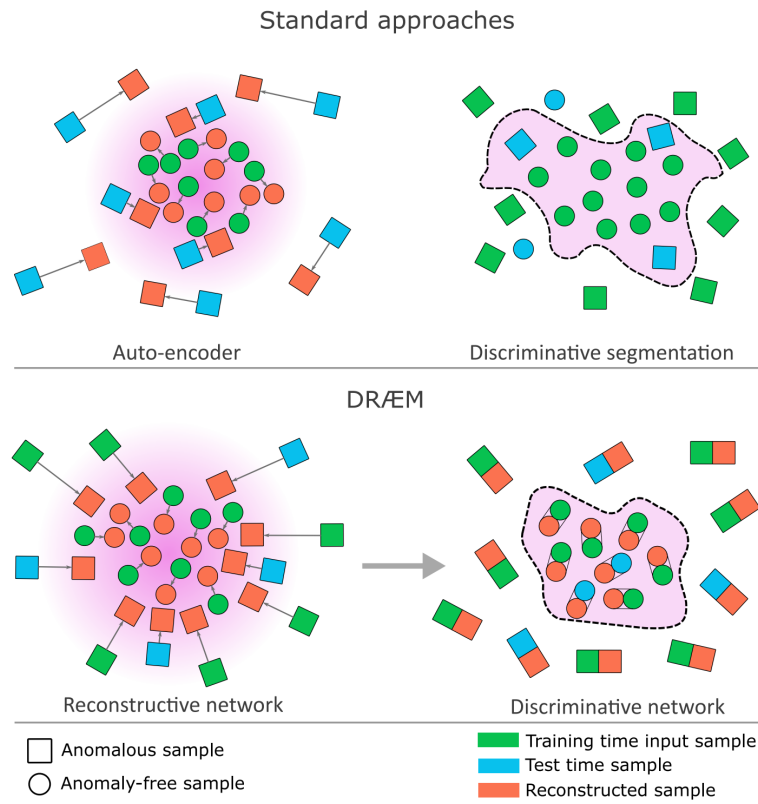 Standard approaches
Auto-encoder
Discriminative segmentation
DRÆM
Reconstructive network
Discriminative network
Anomalous sample
Anomaly-free sample
Training time input sample
Test time sample
Reconstructed sample